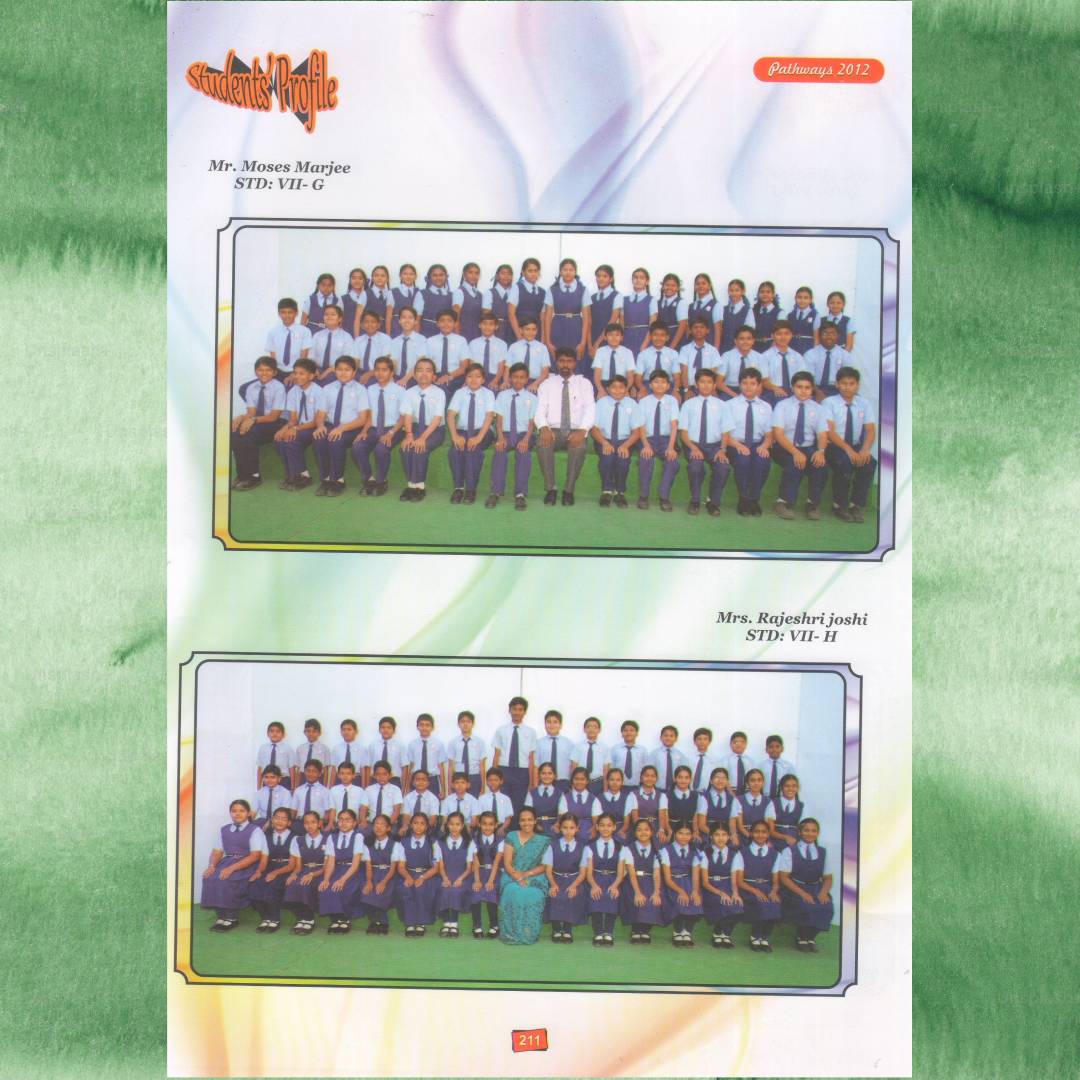 Students' Profile
Pathways 2012
Mr. Moses Marjee
STD: VII- G
Mrs. Rajeshri joshi
STD: VII- H
211